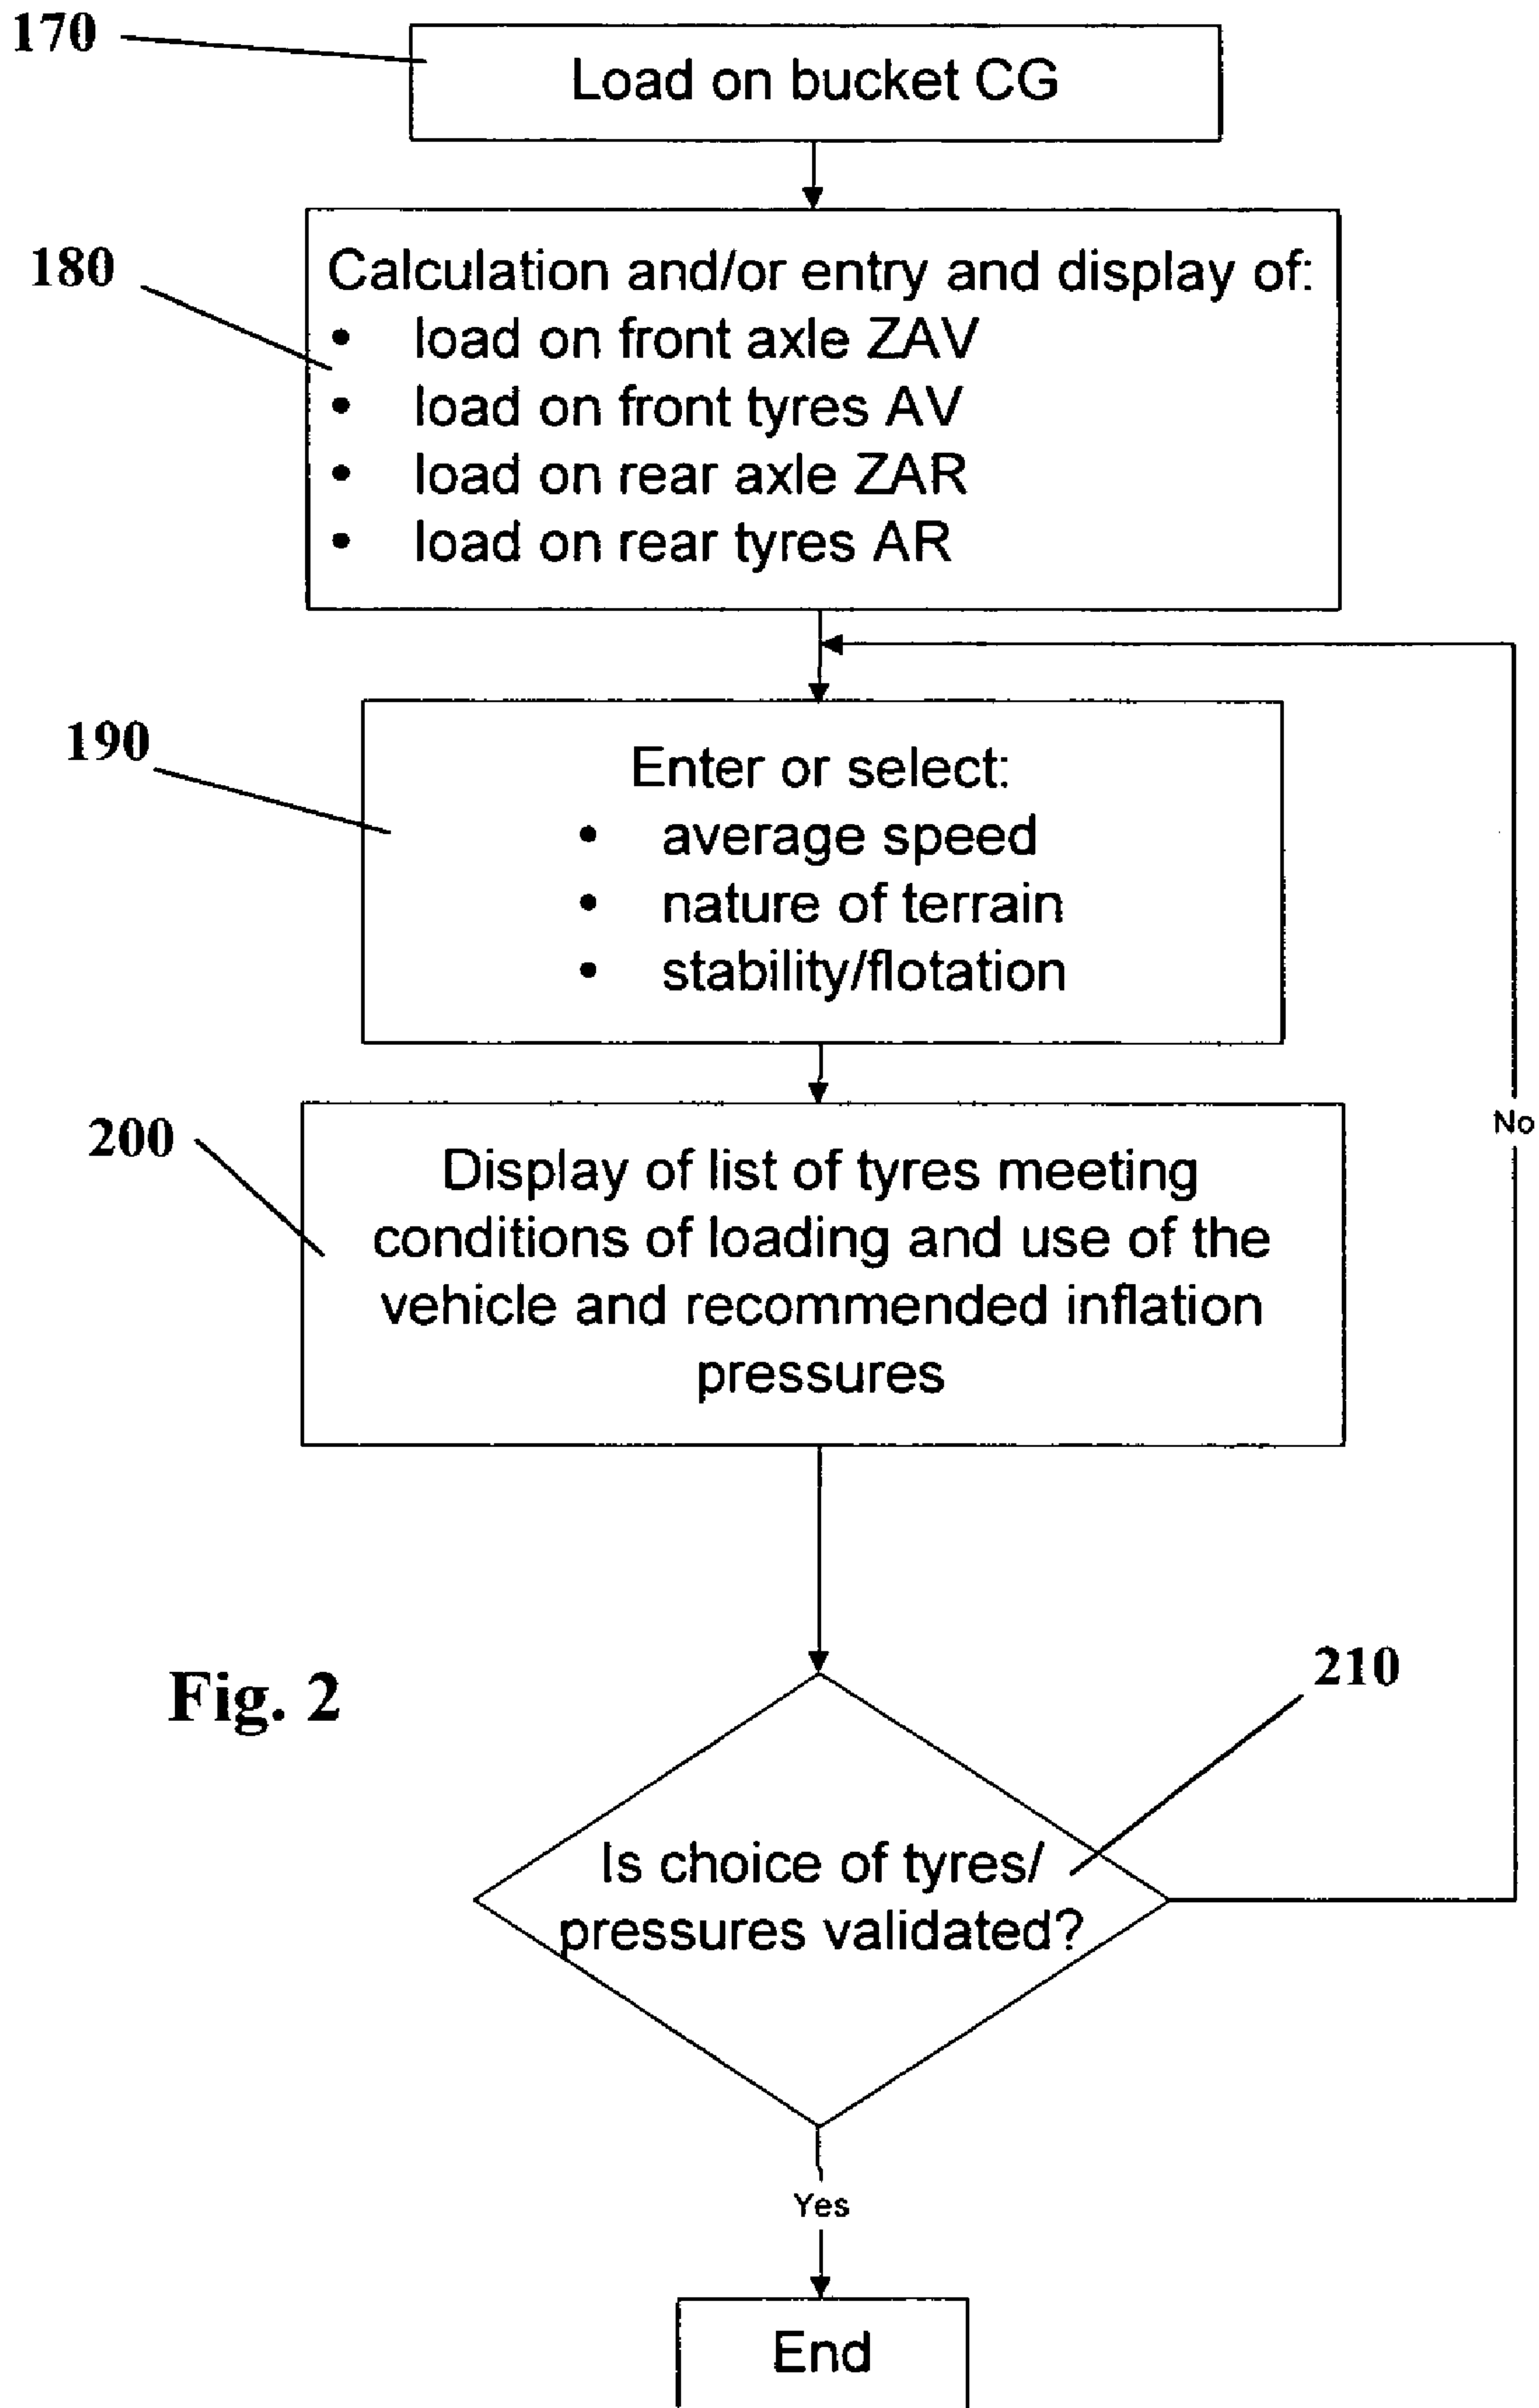 170
Load on bucket CG
180
Calculation and/or entry and display of:
• load on front axle ZAV
• load on front tyres AV
• load on rear axle ZAR
• load on rear tyres AR
190
Enter or select:
• average speed
• nature of terrain
• stability/flotation
No
200
Display of list of tyres meeting
conditions of loading and use of the
vehicle and recommended inflation
pressures
Fig. 2
210
Is choice of tyres/
pressures validated?
Yes
End